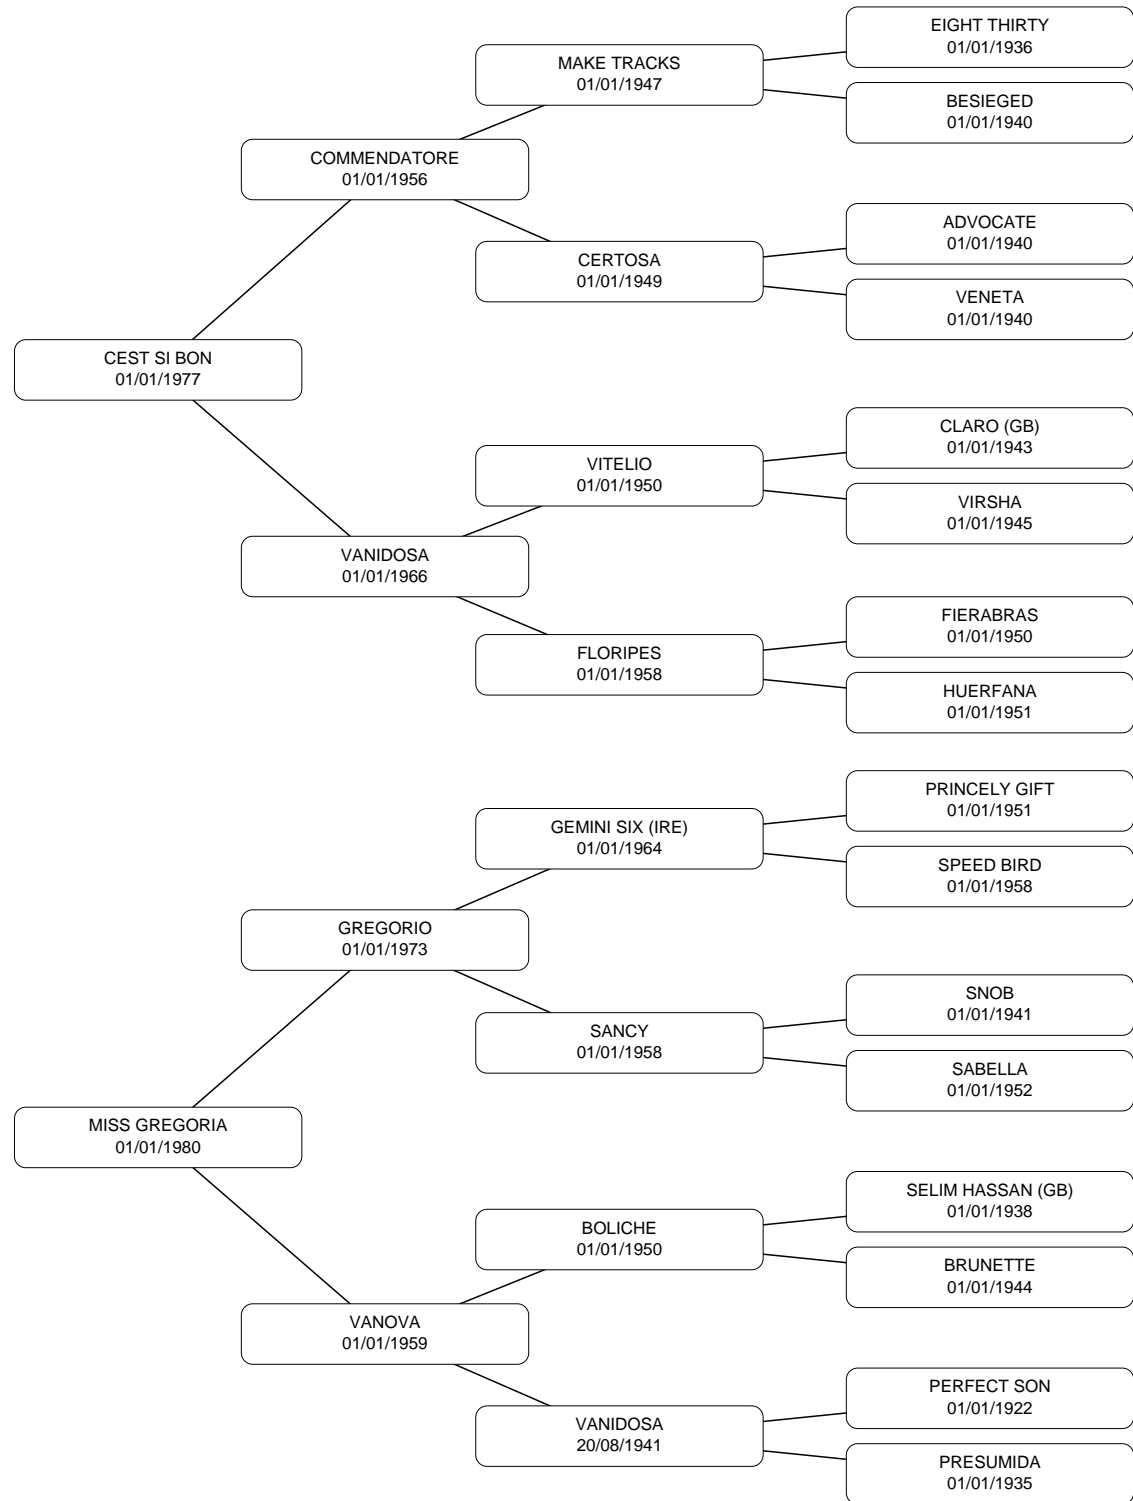 EIGHT THIRTY
01/01/1936
MAKE TRACKS
01/01/1947
BESIEGED
01/01/1940
COMMENDATORE
01/01/1956
ADVOCATE
01/01/1940
CERTOSA
01/01/1949
VENETA
01/01/1940
CEST SI BON
01/01/1977
CLARO (GB)
01/01/1943
VITELIO
01/01/1950
VIRSHA
01/01/1945
VANIDOSA
01/01/1966
FIERABRAS
01/01/1950
FLORIPES
01/01/1958
HUERFANA
01/01/1951
PRINCELY GIFT
01/01/1951
GEMINI SIX (IRE)
01/01/1964
SPEED BIRD
01/01/1958
GREGORIO
01/01/1973
SNOB
01/01/1941
SANCY
01/01/1958
SABELLA
01/01/1952
MISS GREGORIA
01/01/1980
SELIM HASSAN (GB)
01/01/1938
BOLICHE
01/01/1950
BRUNETTE
01/01/1944
VANOVA
01/01/1959
PERFECT SON
01/01/1922
VANIDOSA
20/08/1941
PRESUMIDA
01/01/1935